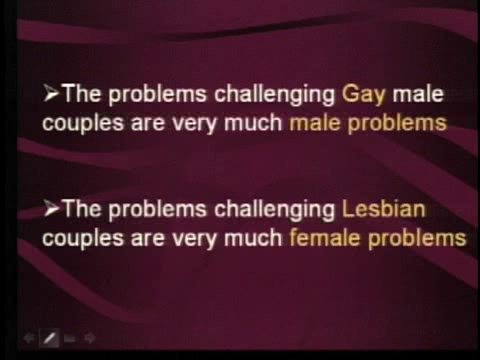 ➢The problems challenging Gay male
couples are very much male problems
➢The problems challenging Lesbian
couples are very much female problems